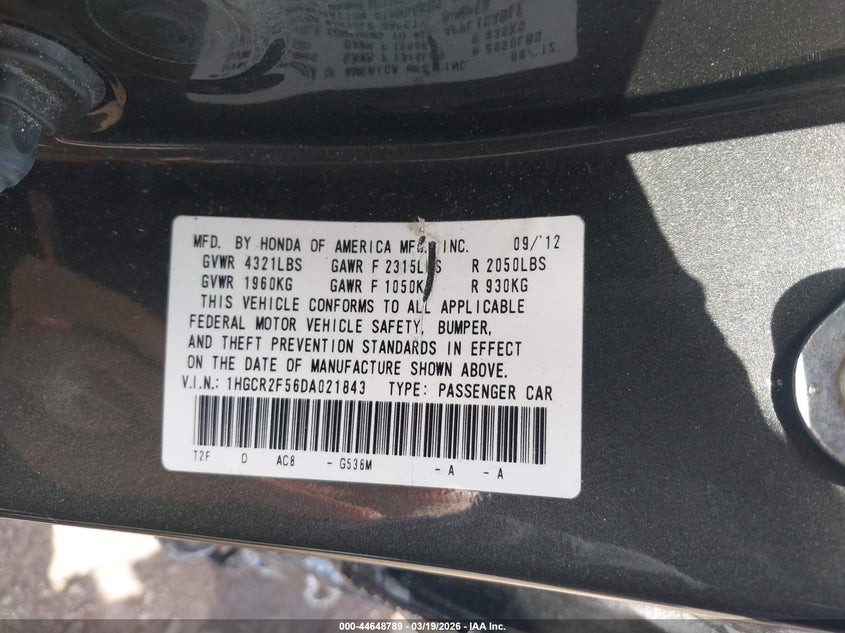 MFD. BY HONDA OF AMERICA MFG., INC. 09/'12
GVWR 4321LBS GAWR F 2315LBS R 2050LBS
GVWR 1960KG GAWR F 1050KG R 930KG
THIS VEHICLE CONFORMS TO ALL APPLICABLE
FEDERAL MOTOR VEHICLE SAFETY, BUMPER,
AND THEFT PREVENTION STANDARDS IN EFFECT
ON THE DATE OF MANUFACTURE SHOWN ABOVE.
V.I.N.: 1HGCR2F56DA021843 TYPE: PASSENGER CAR
T2F D AC8 - G536M - A - A
000-44648789 - 03/19/2026 - IAA Inc.